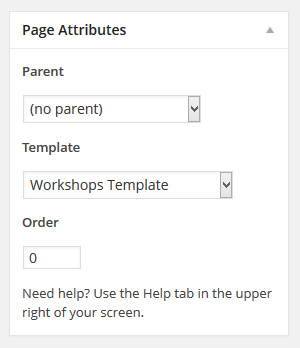 Page Attributes
Parent
(no parent)
Template
Workshops Template
Order
0
Need help? Use the Help tab in the upper
right of your screen.